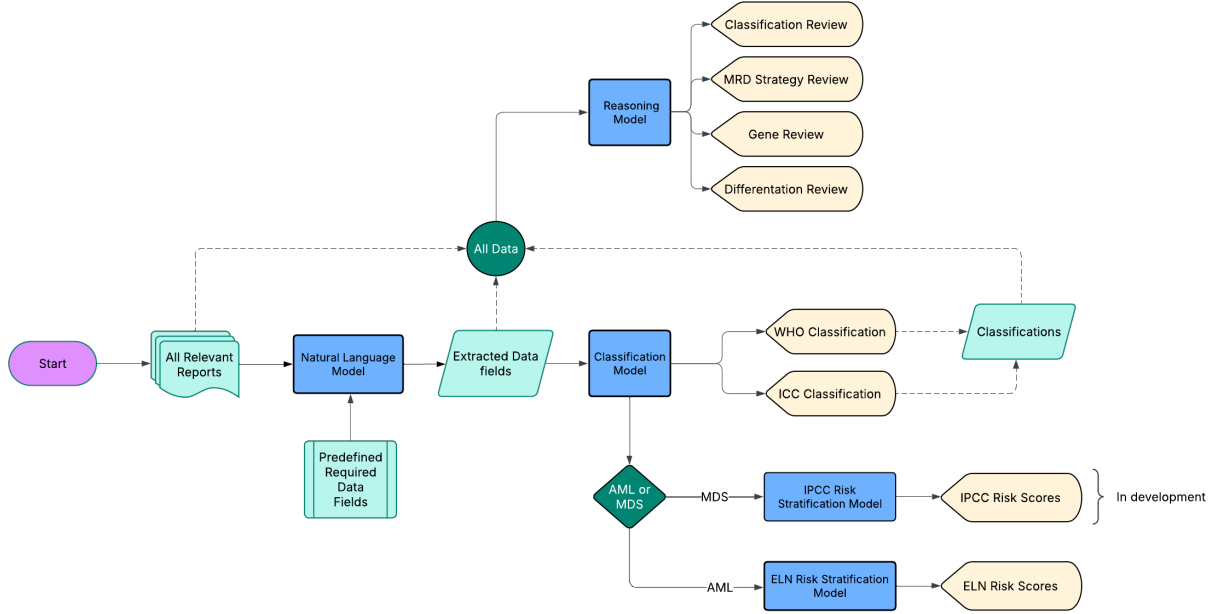 Classification Review
MRD Strategy Review
Reasoning
Model
Gene Review
Differentation Review
All Data
WHO Classification
Classifications
Start
All Relevant
Reports
Natural Language
Model
Extracted Data
fields
Classification
Model
ICC Classification
Predefined
Required
Data
Fields
AML or
MDS
MDS
IPCC Risk
Stratification Model
IPCC Risk Scores
In development
AML
ELN Risk Stratification
Model
ELN Risk Scores